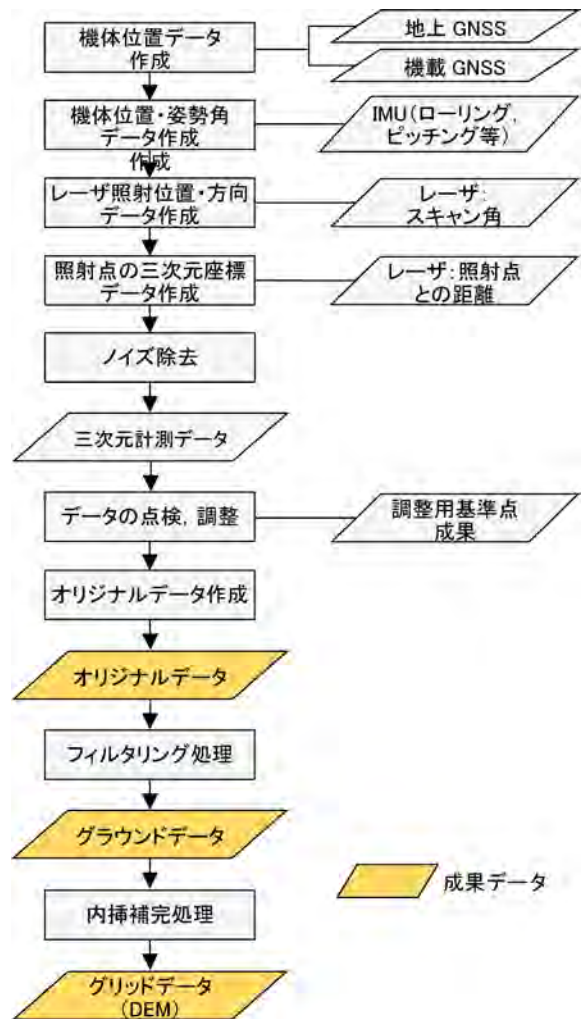 機体位置データ
作成
地上 GNSS
機載 GNSS
機体位置・姿勢角
データ作成
作成
IMU(ローリング,
ピッチング等)
レーザ照射位置・方向
データ作成
レーザ:
スキャン角
照射点の三次元座標
データ作成
レーザ:照射点
との距離
ノイズ除去
三次元計測データ
データの点検, 調整
調整用基準点
成果
オリジナルデータ作成
オリジナルデータ
フィルタリング処理
グラウンドデータ
成果データ
内挿補完処理
グリッドデータ
(DEM)